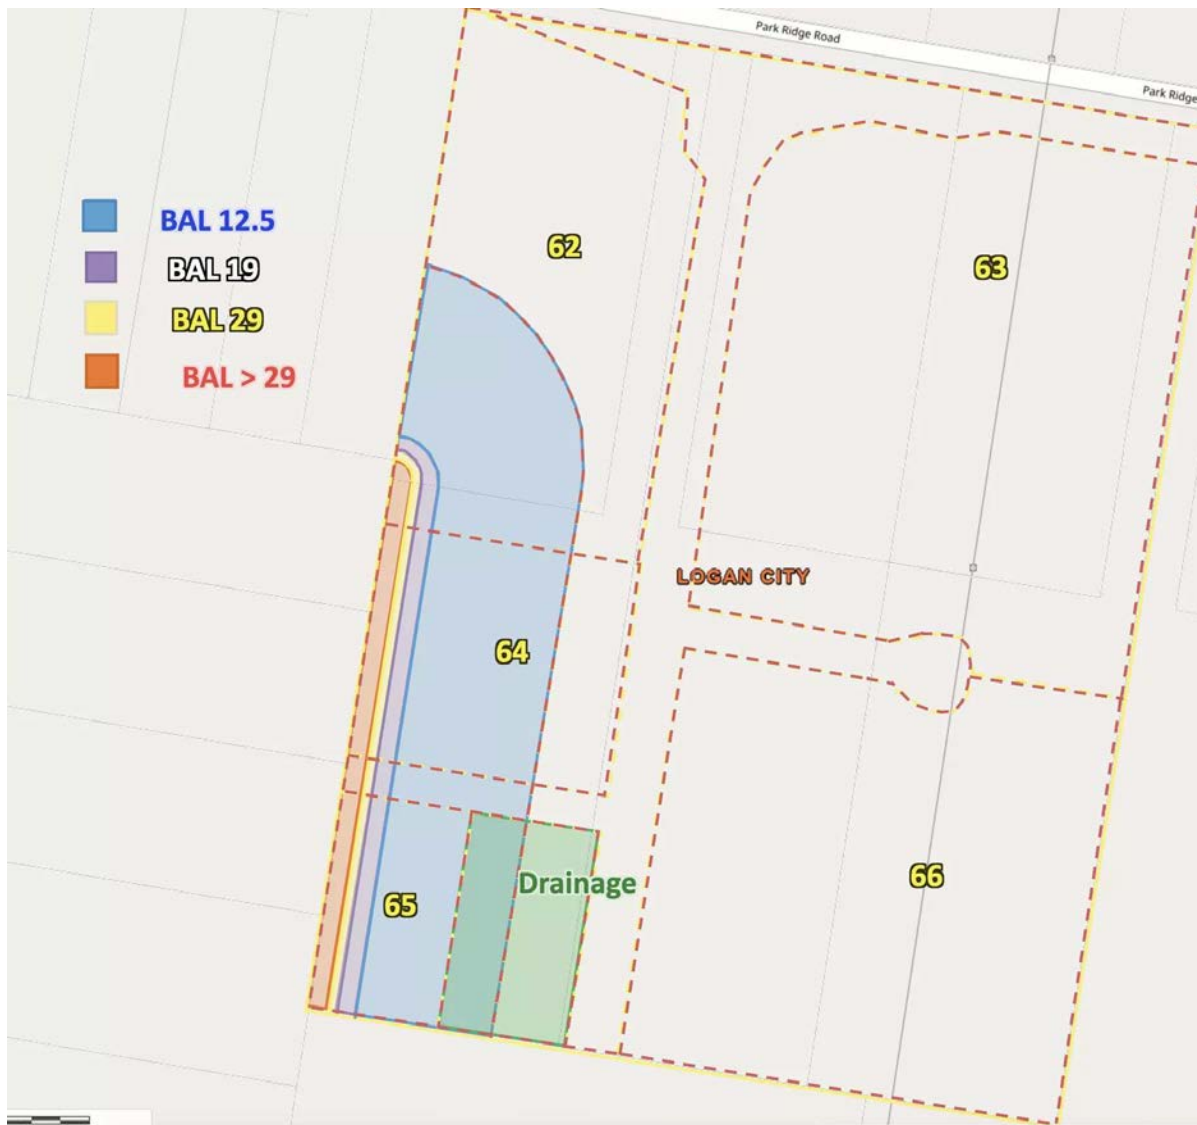 Park Ridge Road
Park Ridge
BAL 12.5
BAL 19
BAL 29
BAL > 29
62
63
LOGAN CITY
64
65
Drainage
66